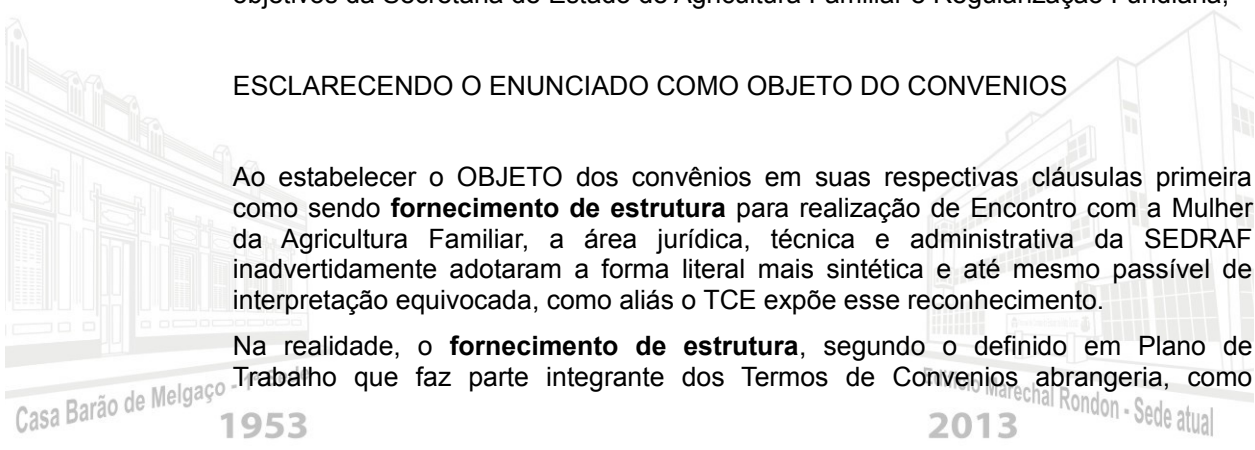 objetivos da Secretaria de Estado de Agricultura Familiar e Regularização Fundiária;
ESCLARECENDO O ENUNCIADO COMO OBJETO DO CONVENIOS
Ao estabelecer o OBJETO dos convênios em suas respectivas cláusulas primeira
como sendo fornecimento de estrutura para realização de Encontro com a Mulher
da Agricultura Familiar, a área jurídica, técnica e administrativa da SEDRAF
inadvertidamente adotaram a forma literal mais sintética e até mesmo passível de
interpretação equivocada, como aliás o TCE expõe esse reconhecimento.
Na realidade, o fornecimento de estrutura, segundo o definido em Plano de
Trabalho que faz parte integrante dos Termos de Convenios abrangeria, como
Casa Barão de Melgaço -
1953
Marechal Rondon - Sede atual
2013